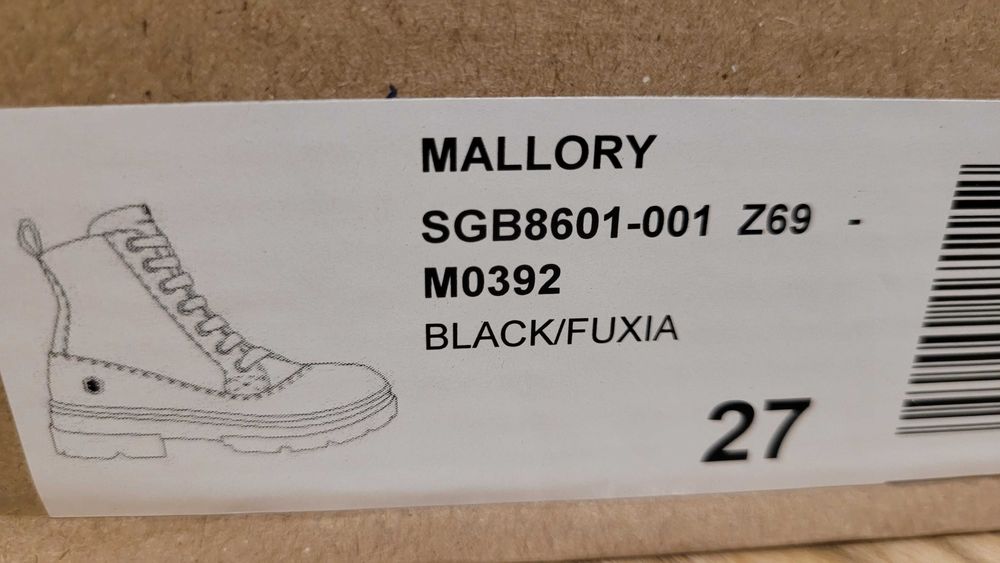 MALLORY
SGB8601-001 Z69 -
M0392
BLACK/FUXIA
27